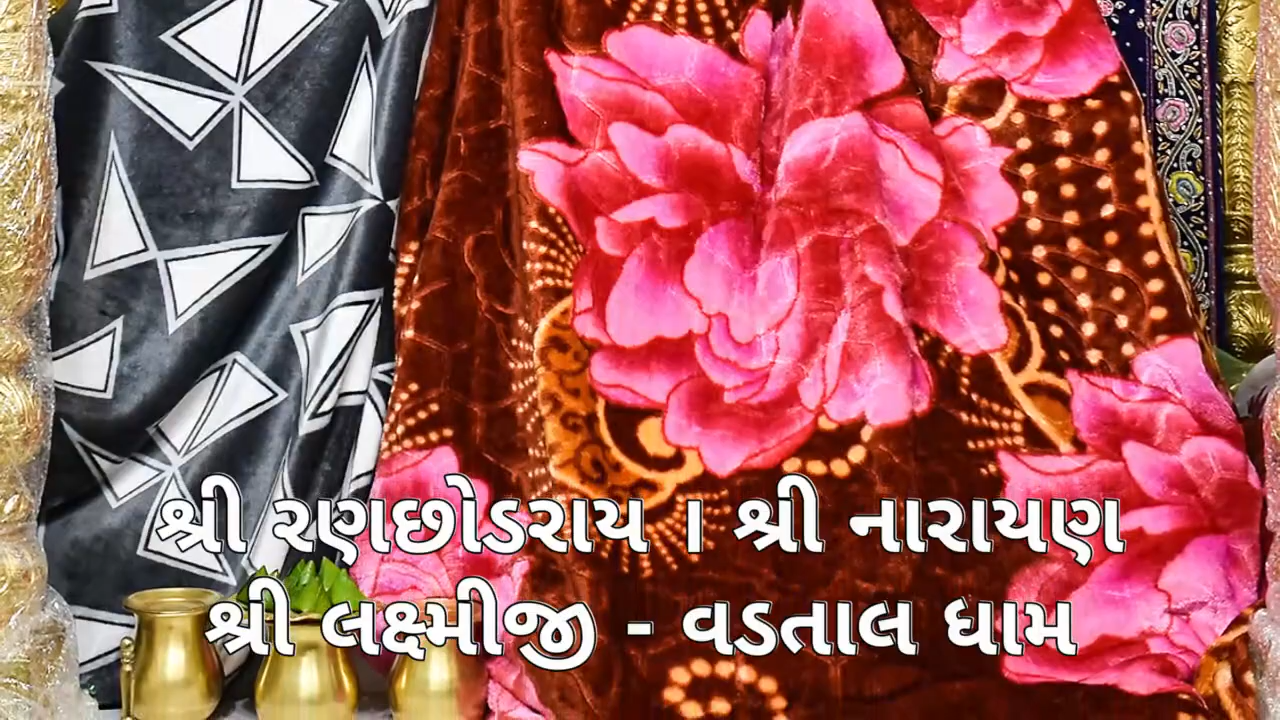 શ્રી રણછોડરાય । શ્રી નારાયણ
શ્રી લક્ષ્મીજી - વડતાલ ધામ